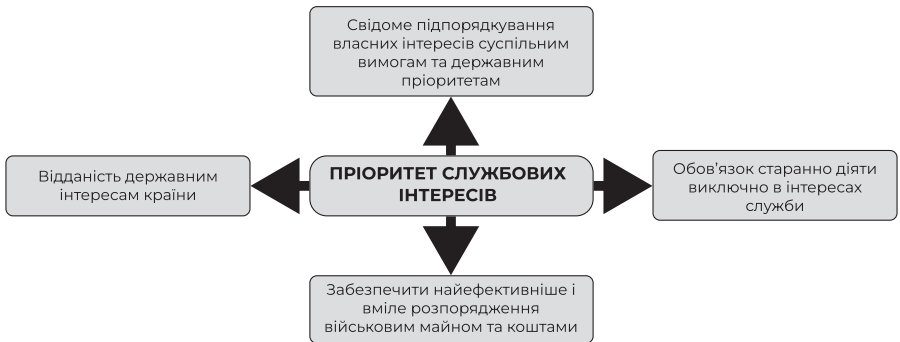 Свідоме підпорядкування
власних інтересів суспільним
вимогам та державним
пріоритетам
Відданість державним
інтересам країни
ПРІОРИТЕТ СЛУЖБОВИХ
ІНТЕРЕСІВ
Обов’язок старанно діяти
виключно в інтересах
служби
Забезпечити найефективніше і
вміле розпорядження
військовим майном та коштами